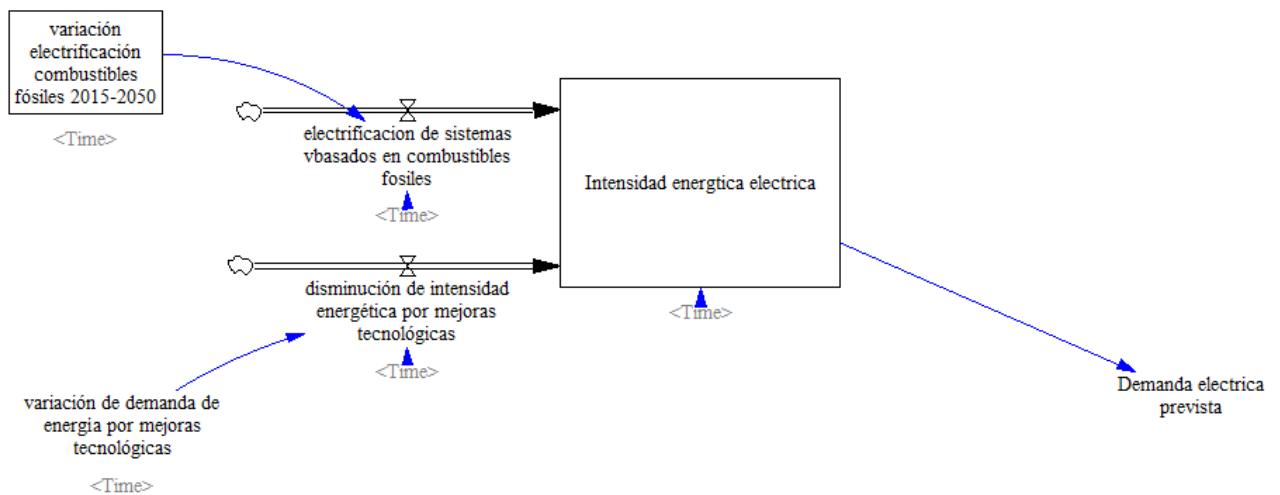 variación
electrificación
combustibles
fósiles 2015-2050
<Time>
electrificacion de sistemas
vbasados en combustibles
fosiles
<Time>
Intensidad energtica electrica
<Time>
disminución de intensidad
energética por mejoras
tecnológicas
<Time>
variación de demanda de
energia por mejoras
tecnológicas
<Time>
Demanda electrica
prevista